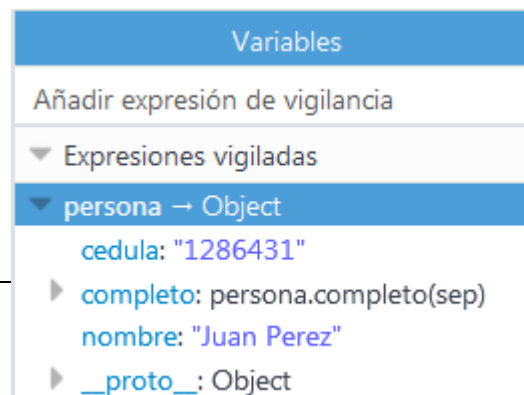 Variables
Añadir expresión de vigilancia
Expresiones vigiladas
persona → Object
cedula: "1286431"
completo: persona.completo(sep)
nombre: "Juan Perez"
__proto__: Object